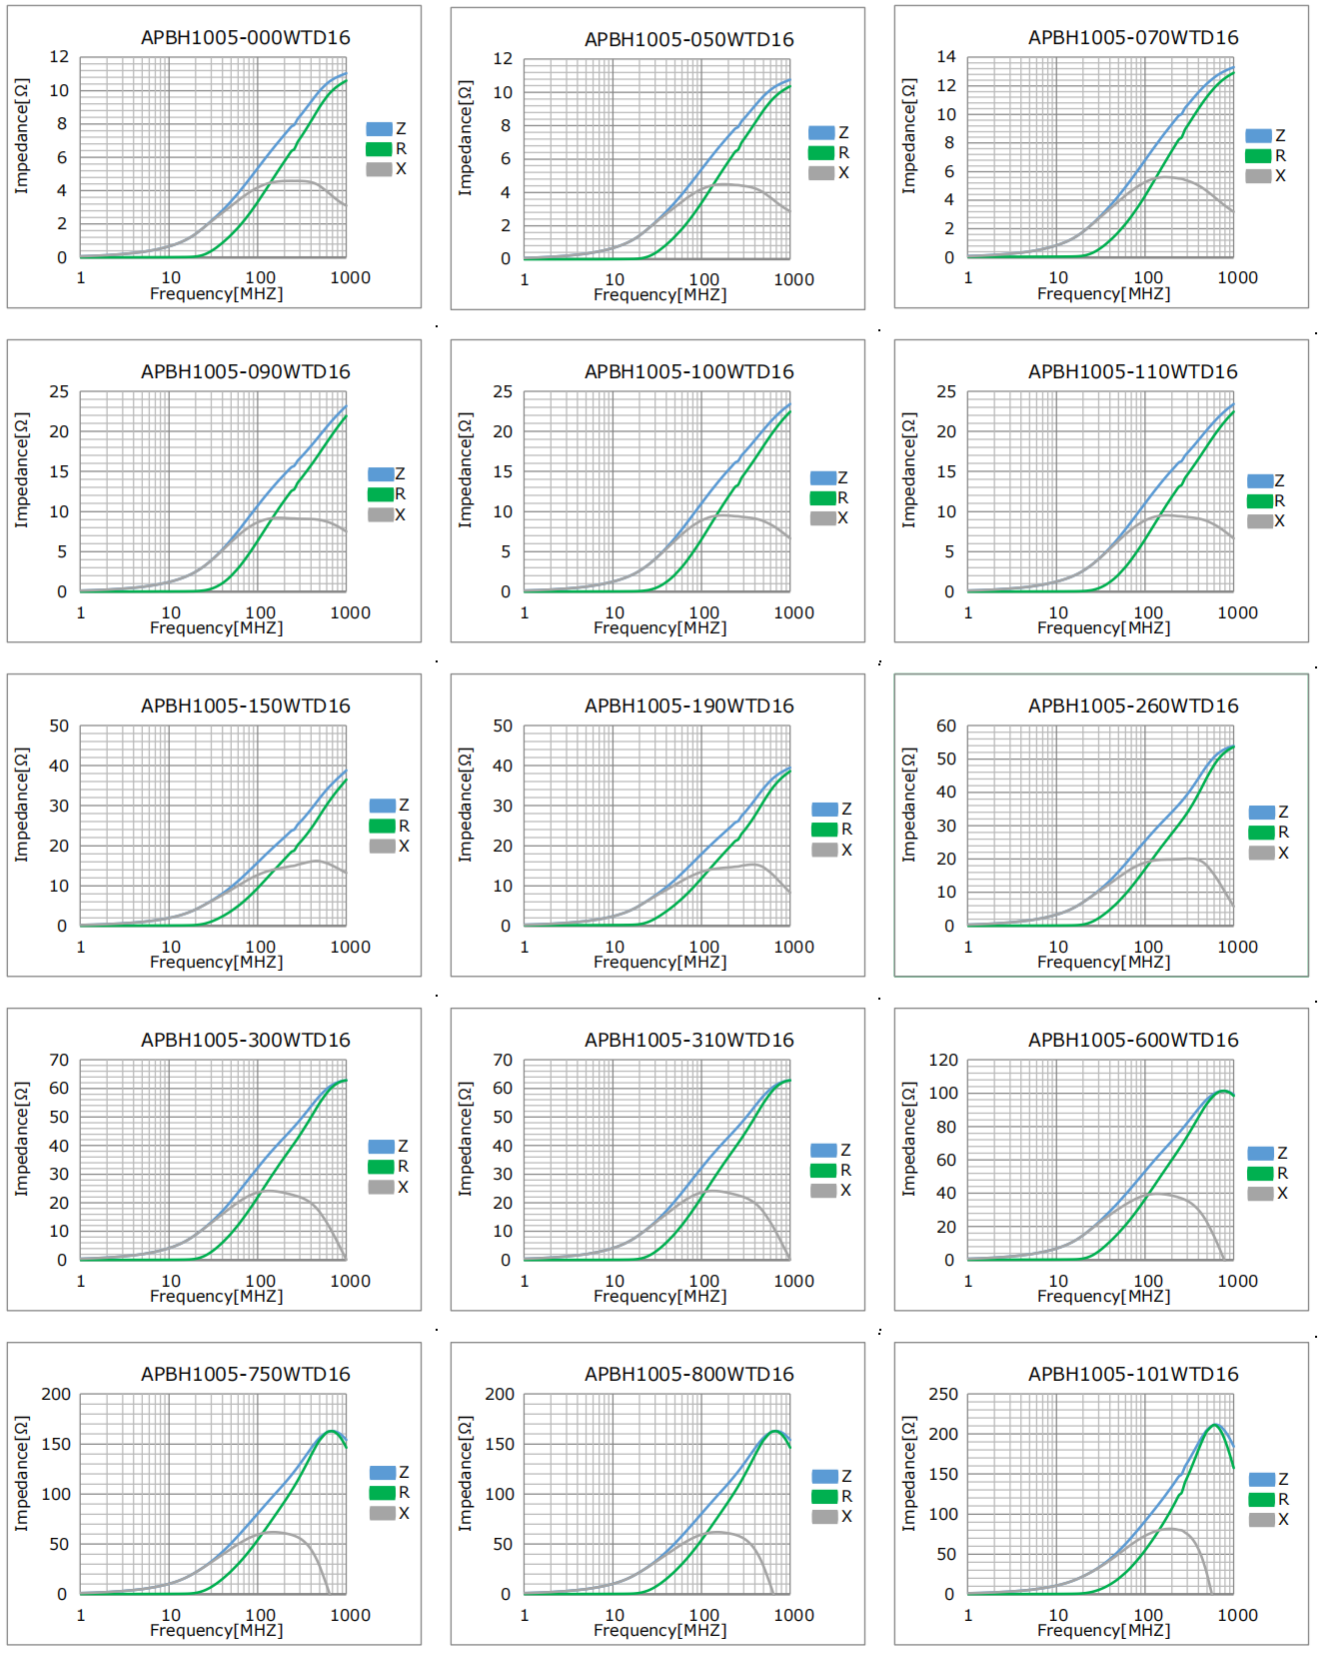 APBH1005-000WTD16
Impedance[Ω]
12
10
8
6
4
2
0
1 10 100 1000
Frequency[MHZ]
Z
R
X
APBH1005-050WTD16
Impedance[Ω]
12
10
8
6
4
2
0
1 10 100 1000
Frequency[MHZ]
Z
R
X
APBH1005-070WTD16
Impedance[Ω]
14
12
10
8
6
4
2
0
1 10 100 1000
Frequency[MHZ]
Z
R
X
APBH1005-090WTD16
Impedance[Ω]
25
20
15
10
5
0
1 10 100 1000
Frequency[MHZ]
Z
R
X
APBH1005-100WTD16
Impedance[Ω]
25
20
15
10
5
0
1 10 100 1000
Frequency[MHZ]
Z
R
X
APBH1005-110WTD16
Impedance[Ω]
25
20
15
10
5
0
1 10 100 1000
Frequency[MHZ]
Z
R
X
APBH1005-150WTD16
Impedance[Ω]
50
40
30
20
10
0
1 10 100 1000
Frequency[MHZ]
Z
R
X
APBH1005-190WTD16
Impedance[Ω]
50
40
30
20
10
0
1 10 100 1000
Frequency[MHZ]
Z
R
X
APBH1005-260WTD16
Impedance[Ω]
60
50
40
30
20
10
0
1 10 100 1000
Frequency[MHZ]
Z
R
X
APBH1005-300WTD16
Impedance[Ω]
70
60
50
40
30
20
10
0
1 10 100 1000
Frequency[MHZ]
Z
R
X
APBH1005-310WTD16
Impedance[Ω]
70
60
50
40
30
20
10
0
1 10 100 1000
Frequency[MHZ]
Z
R
X
APBH1005-600WTD16
Impedance[Ω]
120
100
80
60
40
20
0
1 10 100 1000
Frequency[MHZ]
Z
R
X
APBH1005-750WTD16
Impedance[Ω]
200
150
100
50
0
1 10 100 1000
Frequency[MHZ]
Z
R
X
APBH1005-800WTD16
Impedance[Ω]
200
150
100
50
0
1 10 100 1000
Frequency[MHZ]
Z
R
X
APBH1005-101WTD16
Impedance[Ω]
250
200
150
100
50
0
1 10 100 1000
Frequency[MHZ]
Z
R
X